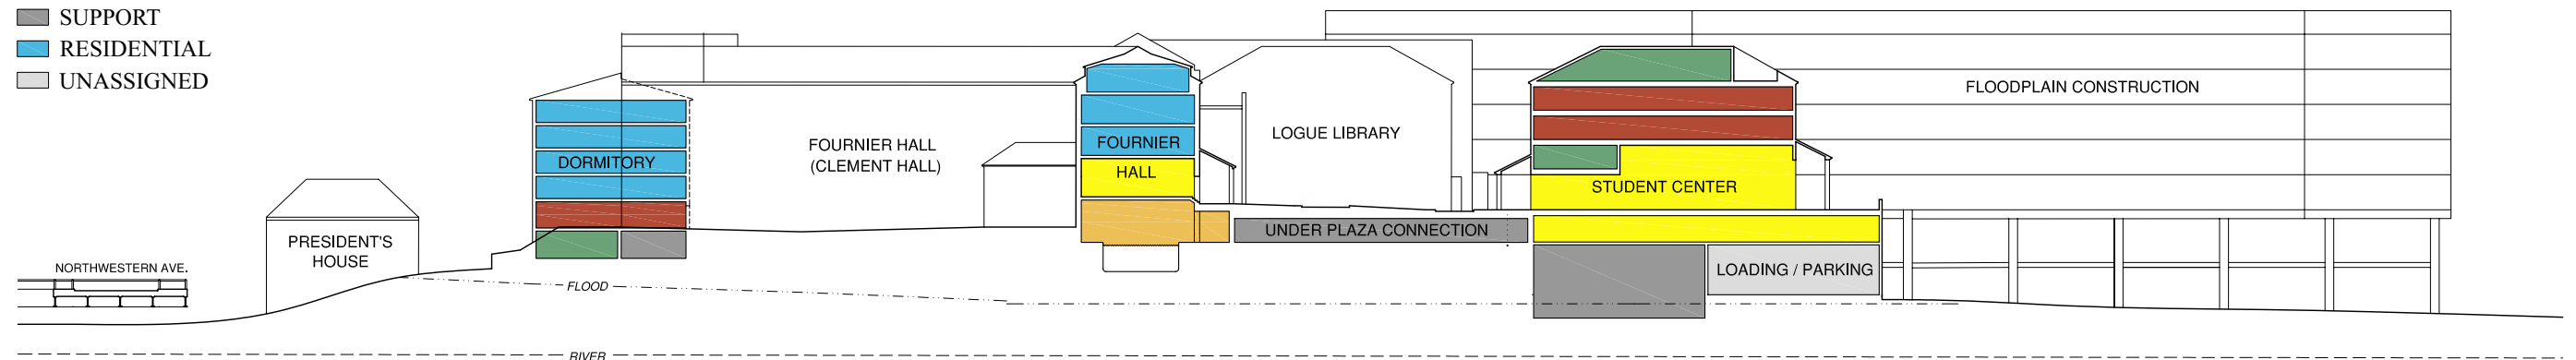 SUPPORT
RESIDENTIAL
UNASSIGNED
NORTHWESTERN AVE.
PRESIDENT'S
HOUSE
DORMITORY
FLOOD
RIVER
FOURNIER HALL
(CLEMENT HALL)
FOURNIER
HALL
LOGUE LIBRARY
UNDER PLAZA CONNECTION
STUDENT CENTER
LOADING / PARKING
FLOODPLAIN CONSTRUCTION